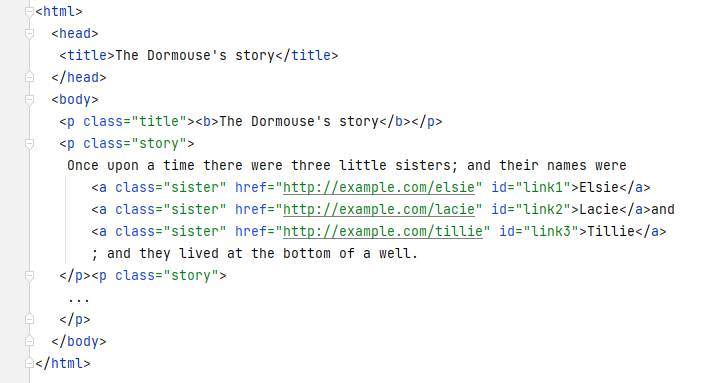 <html>
<head>
<title>The Dormouse's story</title>
</head>
<body>
<p class="title"><b>The Dormouse's story</b></p>
<p class="story">
Once upon a time there were three little sisters; and their names were
<a class="sister" href="http://example.com/elsie" id="link1">Elsie</a>
<a class="sister" href="http://example.com/lacie" id="link2">Lacie</a>and
<a class="sister" href="http://example.com/tillie" id="link3">Tillie</a>
; and they lived at the bottom of a well.
</p><p class="story">
...
</p>
</body>
</html>